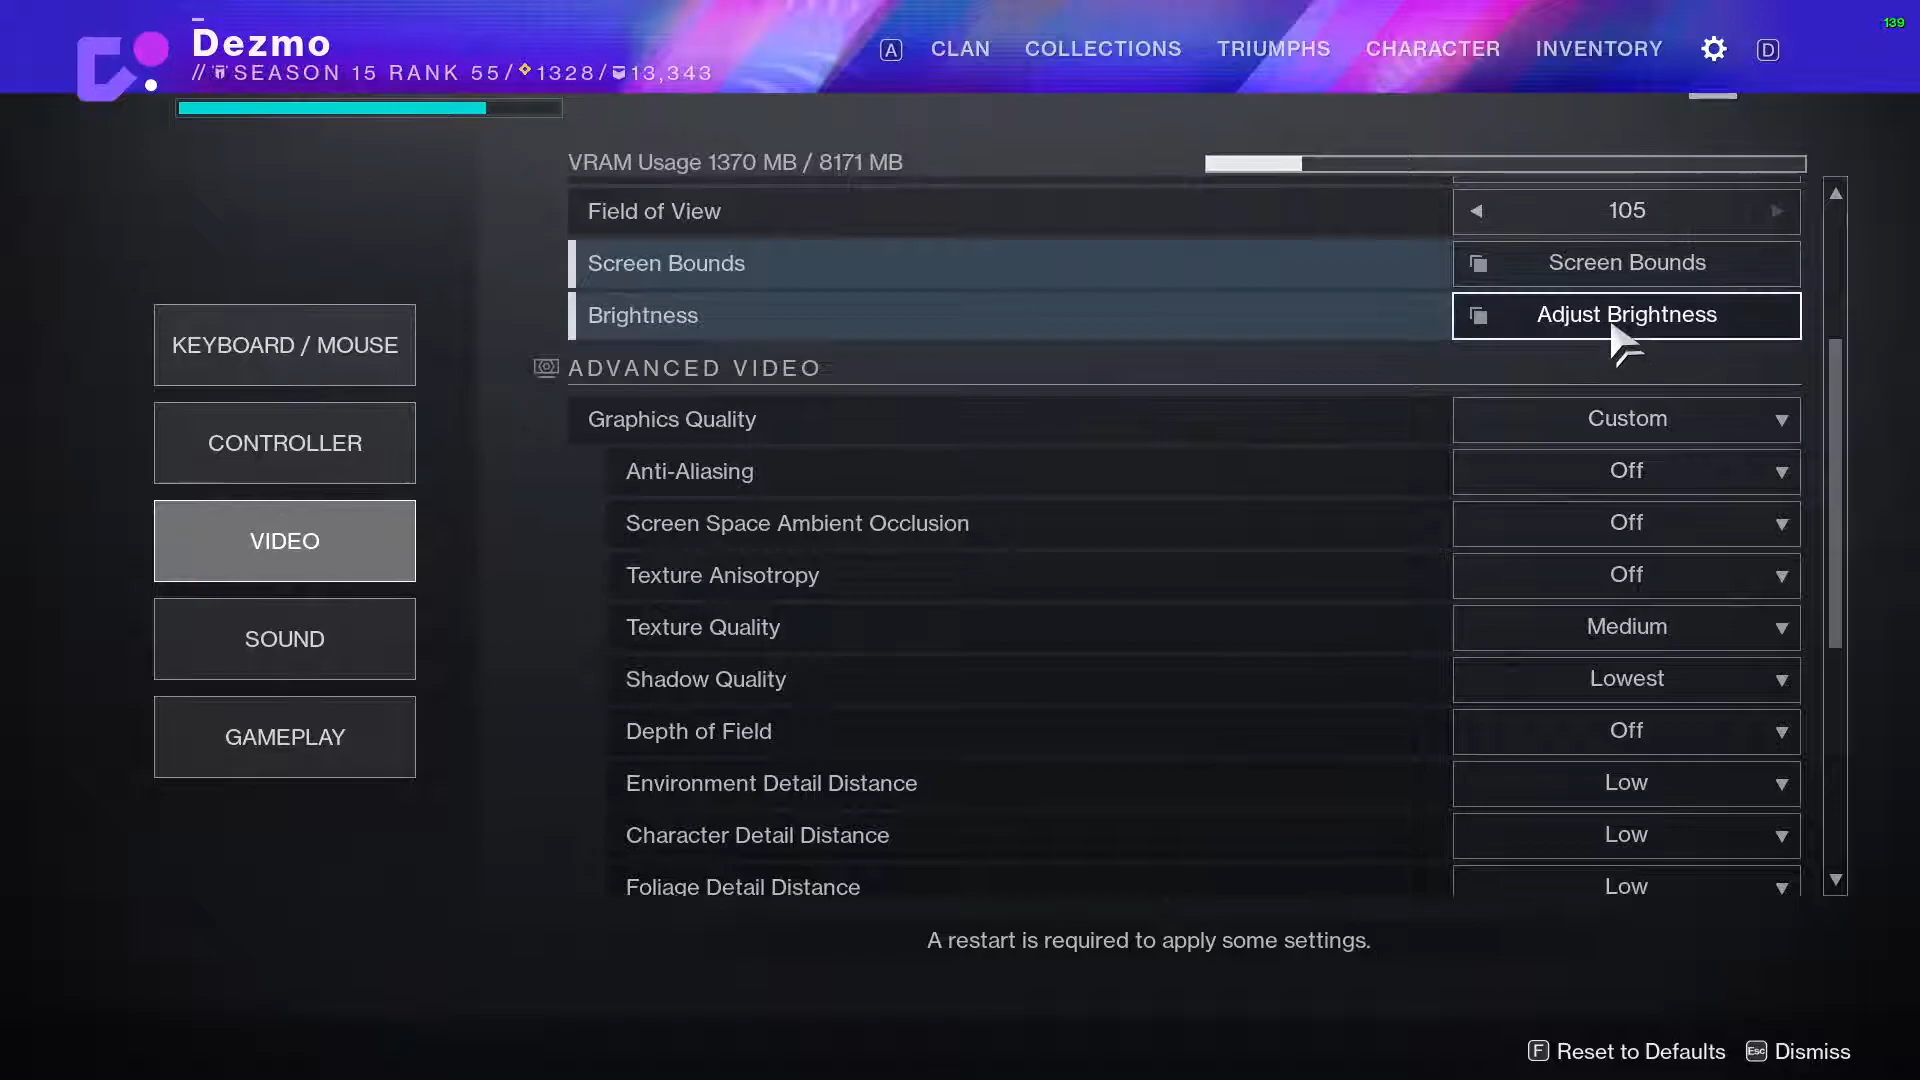 139
Dezmo
// SEASON 15 RANK 55/1328/13,343
A CLAN COLLECTIONS TRIUMPHS CHARACTER INVENTORY D
VRAM Usage 1370 MB / 8171 MB
Field of View 105
Screen Bounds Screen Bounds
Brightness Adjust Brightness
ADVANCED VIDEO
Graphics Quality Custom
Anti-Aliasing Off
Screen Space Ambient Occlusion Off
Texture Anisotropy Off
Texture Quality Medium
Shadow Quality Lowest
Depth of Field Off
Environment Detail Distance Low
Character Detail Distance Low
Foliage Detail Distance Low
KEYBOARD / MOUSE
CONTROLLER
VIDEO
SOUND
GAMEPLAY
A restart is required to apply some settings.
F Reset to Defaults Esc Dismiss